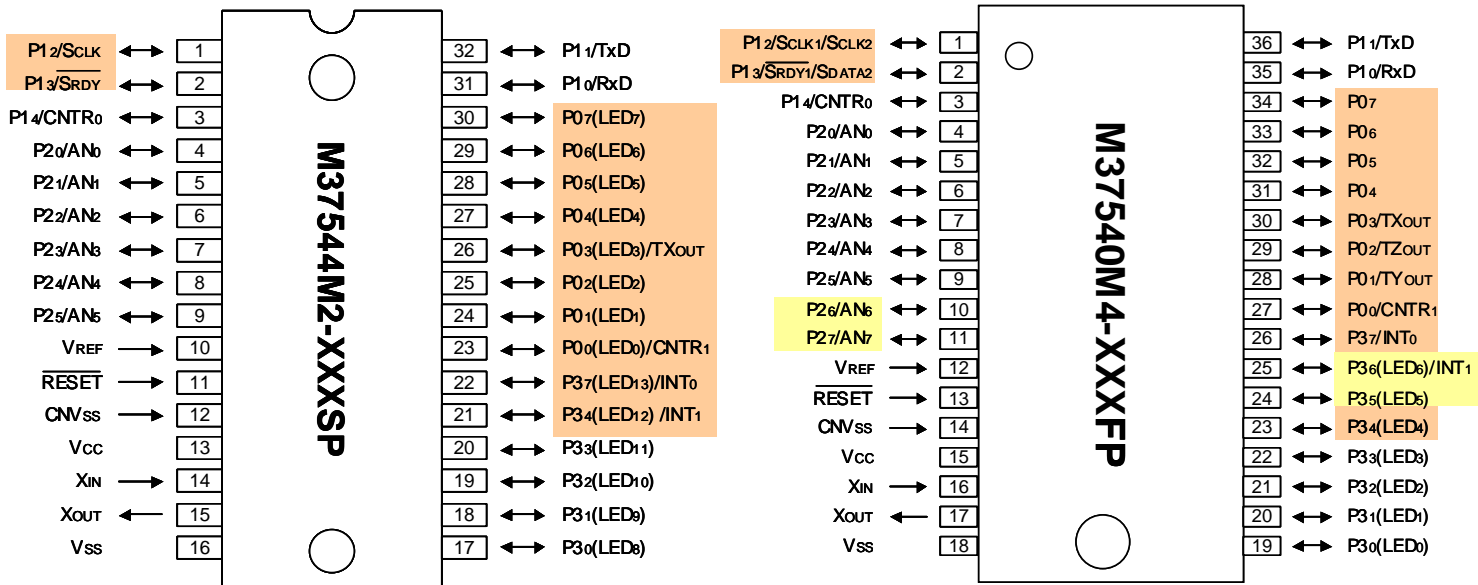 P12/SCLK 1 32 P11/TxD
P13/SRDY 2 31 P10/RxD
P14/CNTR0 3 30 P07(LED7)
P20/AN0 4 29 P06(LED6)
P21/AN1 5 28 P05(LED5)
P22/AN2 6 27 P04(LED4)
P23/AN3 7 26 P03(LED3)/TXOUT
P24/AN4 8 25 P02(LED2)
P25/AN5 9 24 P01(LED1)
VREF 10 23 P00(LED0)/CNTR1
RESET 11 22 P37(LED13)/INT0
CNVSS 12 21 P34(LED12) /INT1
VCC 13 20 P33(LED11)
XIN 14 19 P32(LED10)
XOUT 15 18 P31(LED9)
VSS 16 17 P30(LED8)
M37544M2-XXXSP
P12/SCLK1/SCLK2 1 36 P11/TxD
P13/SRDY1/SDATA2 2 35 P10/RxD
P14/CNTR0 3 34 P07
P20/AN0 4 33 P06
P21/AN1 5 32 P05
P22/AN2 6 31 P04
P23/AN3 7 30 P03/TXOUT
P24/AN4 8 29 P02/TZOUT
P25/AN5 9 28 P01/TYOUT
P26/AN6 10 27 P00/CNTR1
P27/AN7 11 26 P37/INT0
VREF 12 25 P36(LED6)/INT1
RESET 13 24 P35(LED5)
CNVSS 14 23 P34(LED4)
VCC 15 22 P33(LED3)
XIN 16 21 P32(LED2)
XOUT 17 20 P31(LED1)
VSS 18 19 P30(LED0)
M37540M4-XXXFP